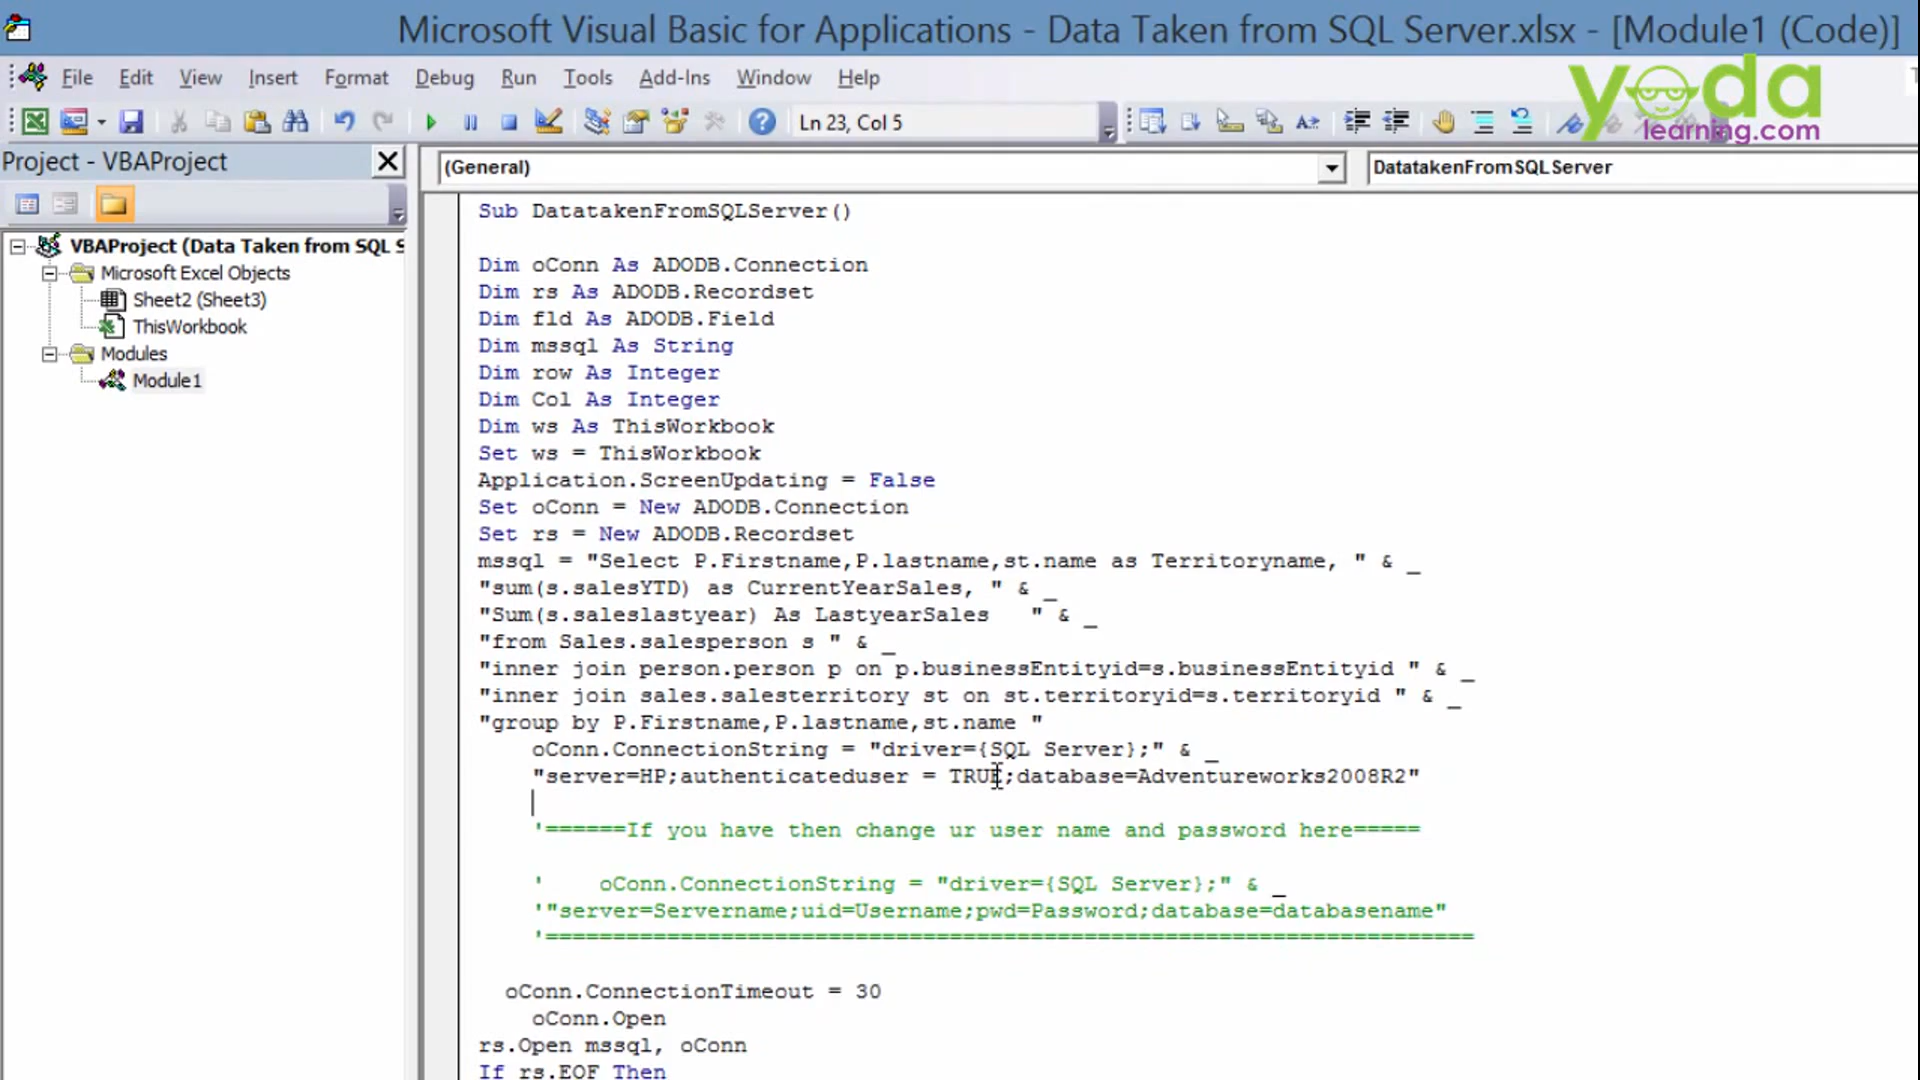 Microsoft Visual Basic for Applications - Data Taken from SQL Server.xlsx - [Module1 (Code)]
File Edit View Insert Format Debug Run Tools Add-Ins Window Help
yoda
learning.com
Ln 23, Col 5
Project - VBAProject
(General)
DatatakenFromSQLServer
VBAProject (Data Taken from SQL S
Microsoft Excel Objects
Sheet2 (Sheet3)
ThisWorkbook
Modules
Module1
Sub DatatakenFromSQLServer()
Dim oConn As ADODB.Connection
Dim rs As ADODB.Recordset
Dim fld As ADODB.Field
Dim mssql As String
Dim row As Integer
Dim Col As Integer
Dim ws As ThisWorkbook
Set ws = ThisWorkbook
Application.ScreenUpdating = False
Set oConn = New ADODB.Connection
Set rs = New ADODB.Recordset
mssql = "Select P.Firstname,P.lastname,st.name as Territoryname, " & _
"sum(s.salesYTD) as CurrentYearSales, " & _
"Sum(s.saleslastyear) As LastyearSales   " & _
"from Sales.salesperson s " & _
"inner join person.person p on p.businessEntityid=s.businessEntityid " & _
"inner join sales.salesterritory st on st.territoryid=s.territoryid " & _
"group by P.Firstname,P.lastname,st.name "
oConn.ConnectionString = "driver={SQL Server};" & _
"server=HP;authenticateduser = TRUE;database=Adventureworks2008R2"
'======If you have then change ur user name and password here=====
'    oConn.ConnectionString = "driver={SQL Server};" & _
'"server=Servername;uid=Username;pwd=Password;database=databasename"
'=====================================================================
oConn.ConnectionTimeout = 30
oConn.Open
rs.Open mssql, oConn
If rs.EOF Then